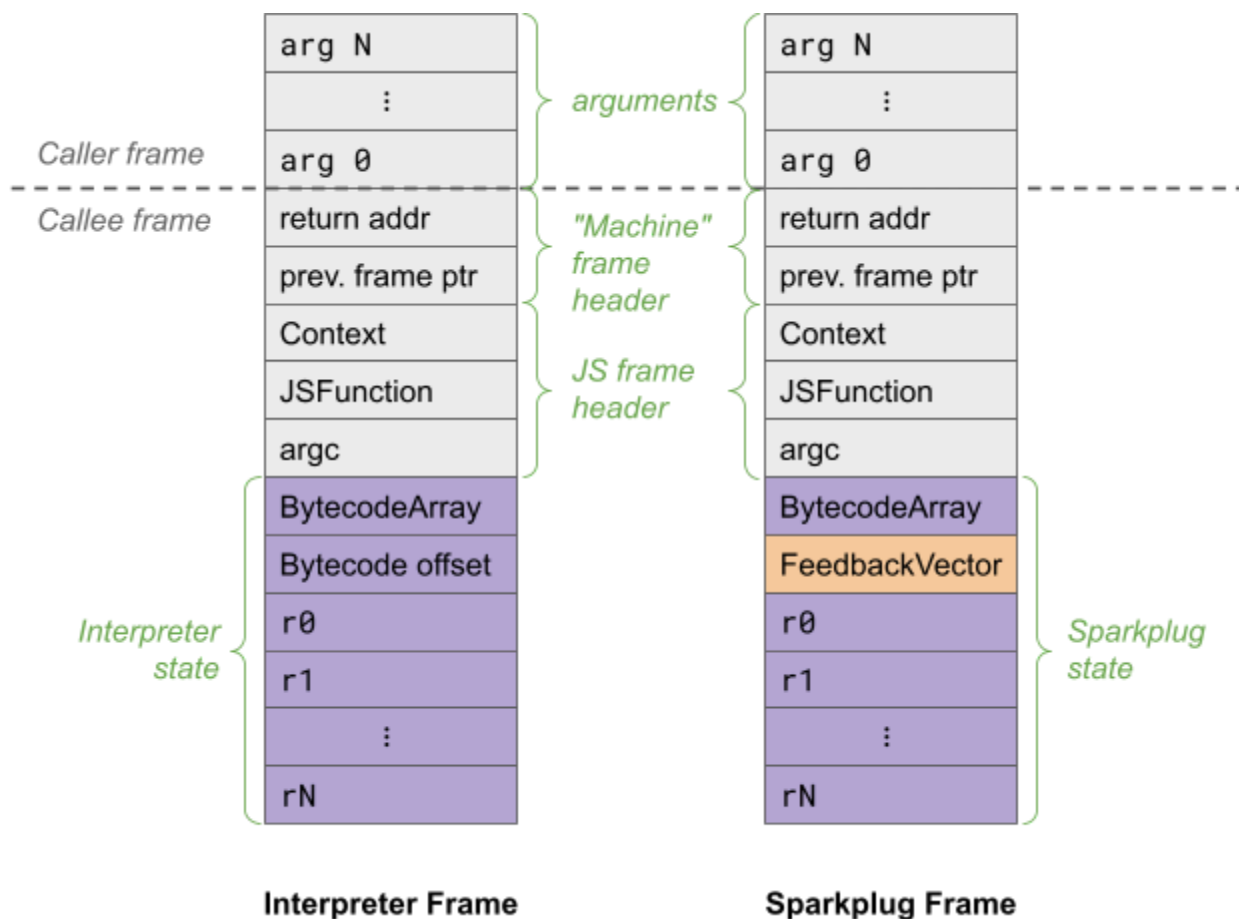 arg N
⋮
arg 0
return addr
prev. frame ptr
Context
JSFunction
argc
BytecodeArray
Bytecode offset
r0
r1
⋮
rN
Interpreter Frame
Caller frame
Callee frame
Interpreter
state
arguments
"Machine"
frame
header
JS frame
header
arg N
⋮
arg 0
return addr
prev. frame ptr
Context
JSFunction
argc
BytecodeArray
FeedbackVector
r0
r1
⋮
rN
Sparkplug Frame
Sparkplug
state